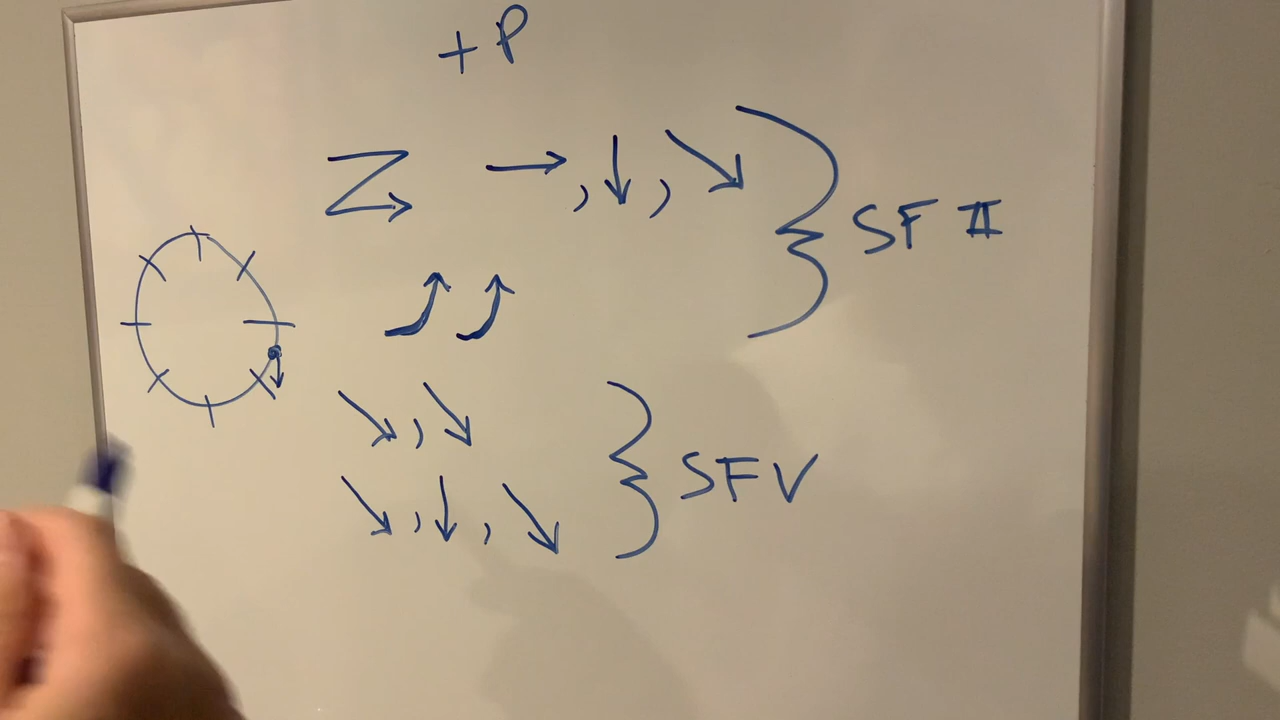 + P
Z → , ↓ , ↘
SF II
⤴ ⤴
↘ , ↘
SFV
↘ , ↓ , ↘